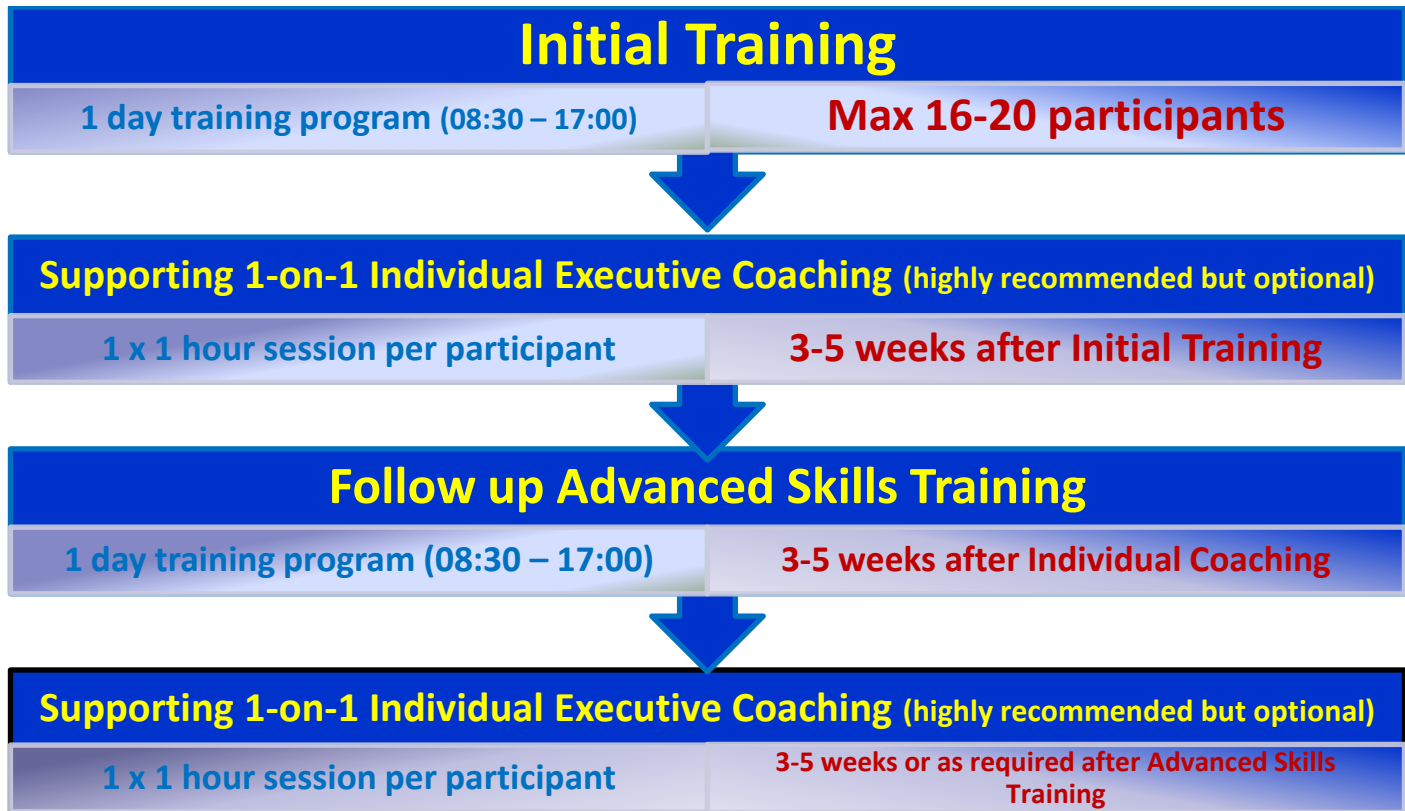 Initial Training
1 day training program (08:30 – 17:00)
Max 16-20 participants
Supporting 1-on-1 Individual Executive Coaching (highly recommended but optional)
1 x 1 hour session per participant
3-5 weeks after Initial Training
Follow up Advanced Skills Training
1 day training program (08:30 – 17:00)
3-5 weeks after Individual Coaching
Supporting 1-on-1 Individual Executive Coaching (highly recommended but optional)
1 x 1 hour session per participant
3-5 weeks or as required after Advanced Skills
Training